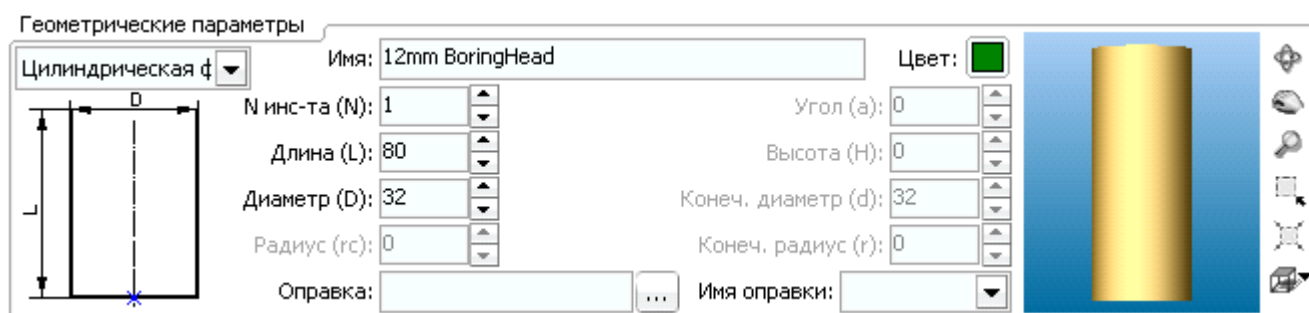 Геометрические параметры
Цилиндрическая ф
Имя: 12mm BoringHead Цвет:
D
L
N инс-та (N): 1 Угол (a): 0
Длина (L): 80 Высота (H): 0
Диаметр (D): 32 Конеч. диаметр (d): 32
Радиус (rc): 0 Конеч. радиус (r): 0
Оправка: ... Имя оправки: